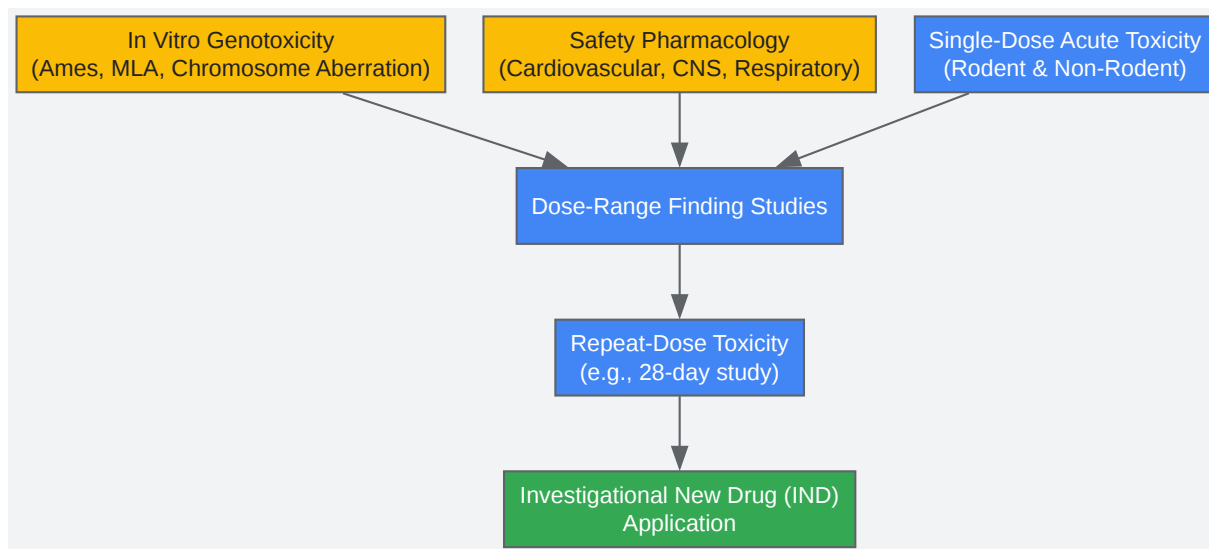 In Vitro Genotoxicity
(Ames, MLA, Chromosome Aberration)
Safety Pharmacology
(Cardiovascular, CNS, Respiratory)
Single-Dose Acute Toxicity
(Rodent & Non-Rodent)
Dose-Range Finding Studies
Repeat-Dose Toxicity
(e.g., 28-day study)
Investigational New Drug (IND)
Application